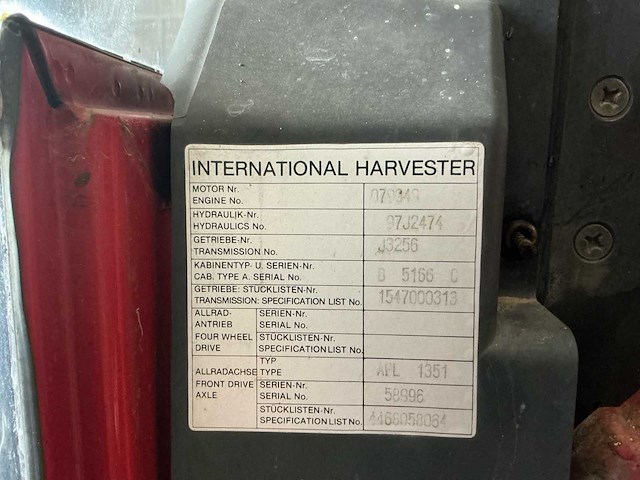 INTERNATIONAL HARVESTER
MOTOR Nr.
ENGINE No. 079340
HYDRAULIK-Nr.
HYDRAULICS No. 97J2474
GETRIEBE-Nr.
TRANSMISSION No. J3256
KABINENTYP- U. SERIEN-Nr.
CAB. TYPE A. SERIAL No. B 5166 C
GETRIEBE: STÜCKLISTEN-Nr.
TRANSMISSION: SPECIFICATION LIST No. 1547000313
ALLRAD- SERIEN-Nr.
ANTRIEB SERIAL No.
FOUR WHEEL STÜCKLISTEN-Nr.
DRIVE SPECIFICATION LIST No.
TYP
ALLRADACHSE TYPE APL 1351
FRONT DRIVE SERIEN-Nr.
AXLE SERIAL No. 58996
STÜCKLISTEN-Nr.
SPECIFICATION LIST No. 4468058064